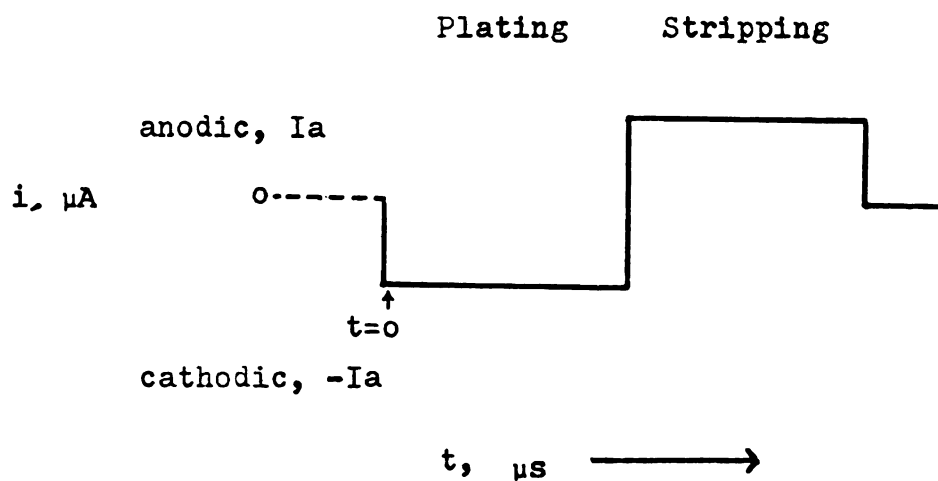 Plating Stripping
anodic, Ia
i, μA
o
t=o
cathodic, -Ia
t, μs